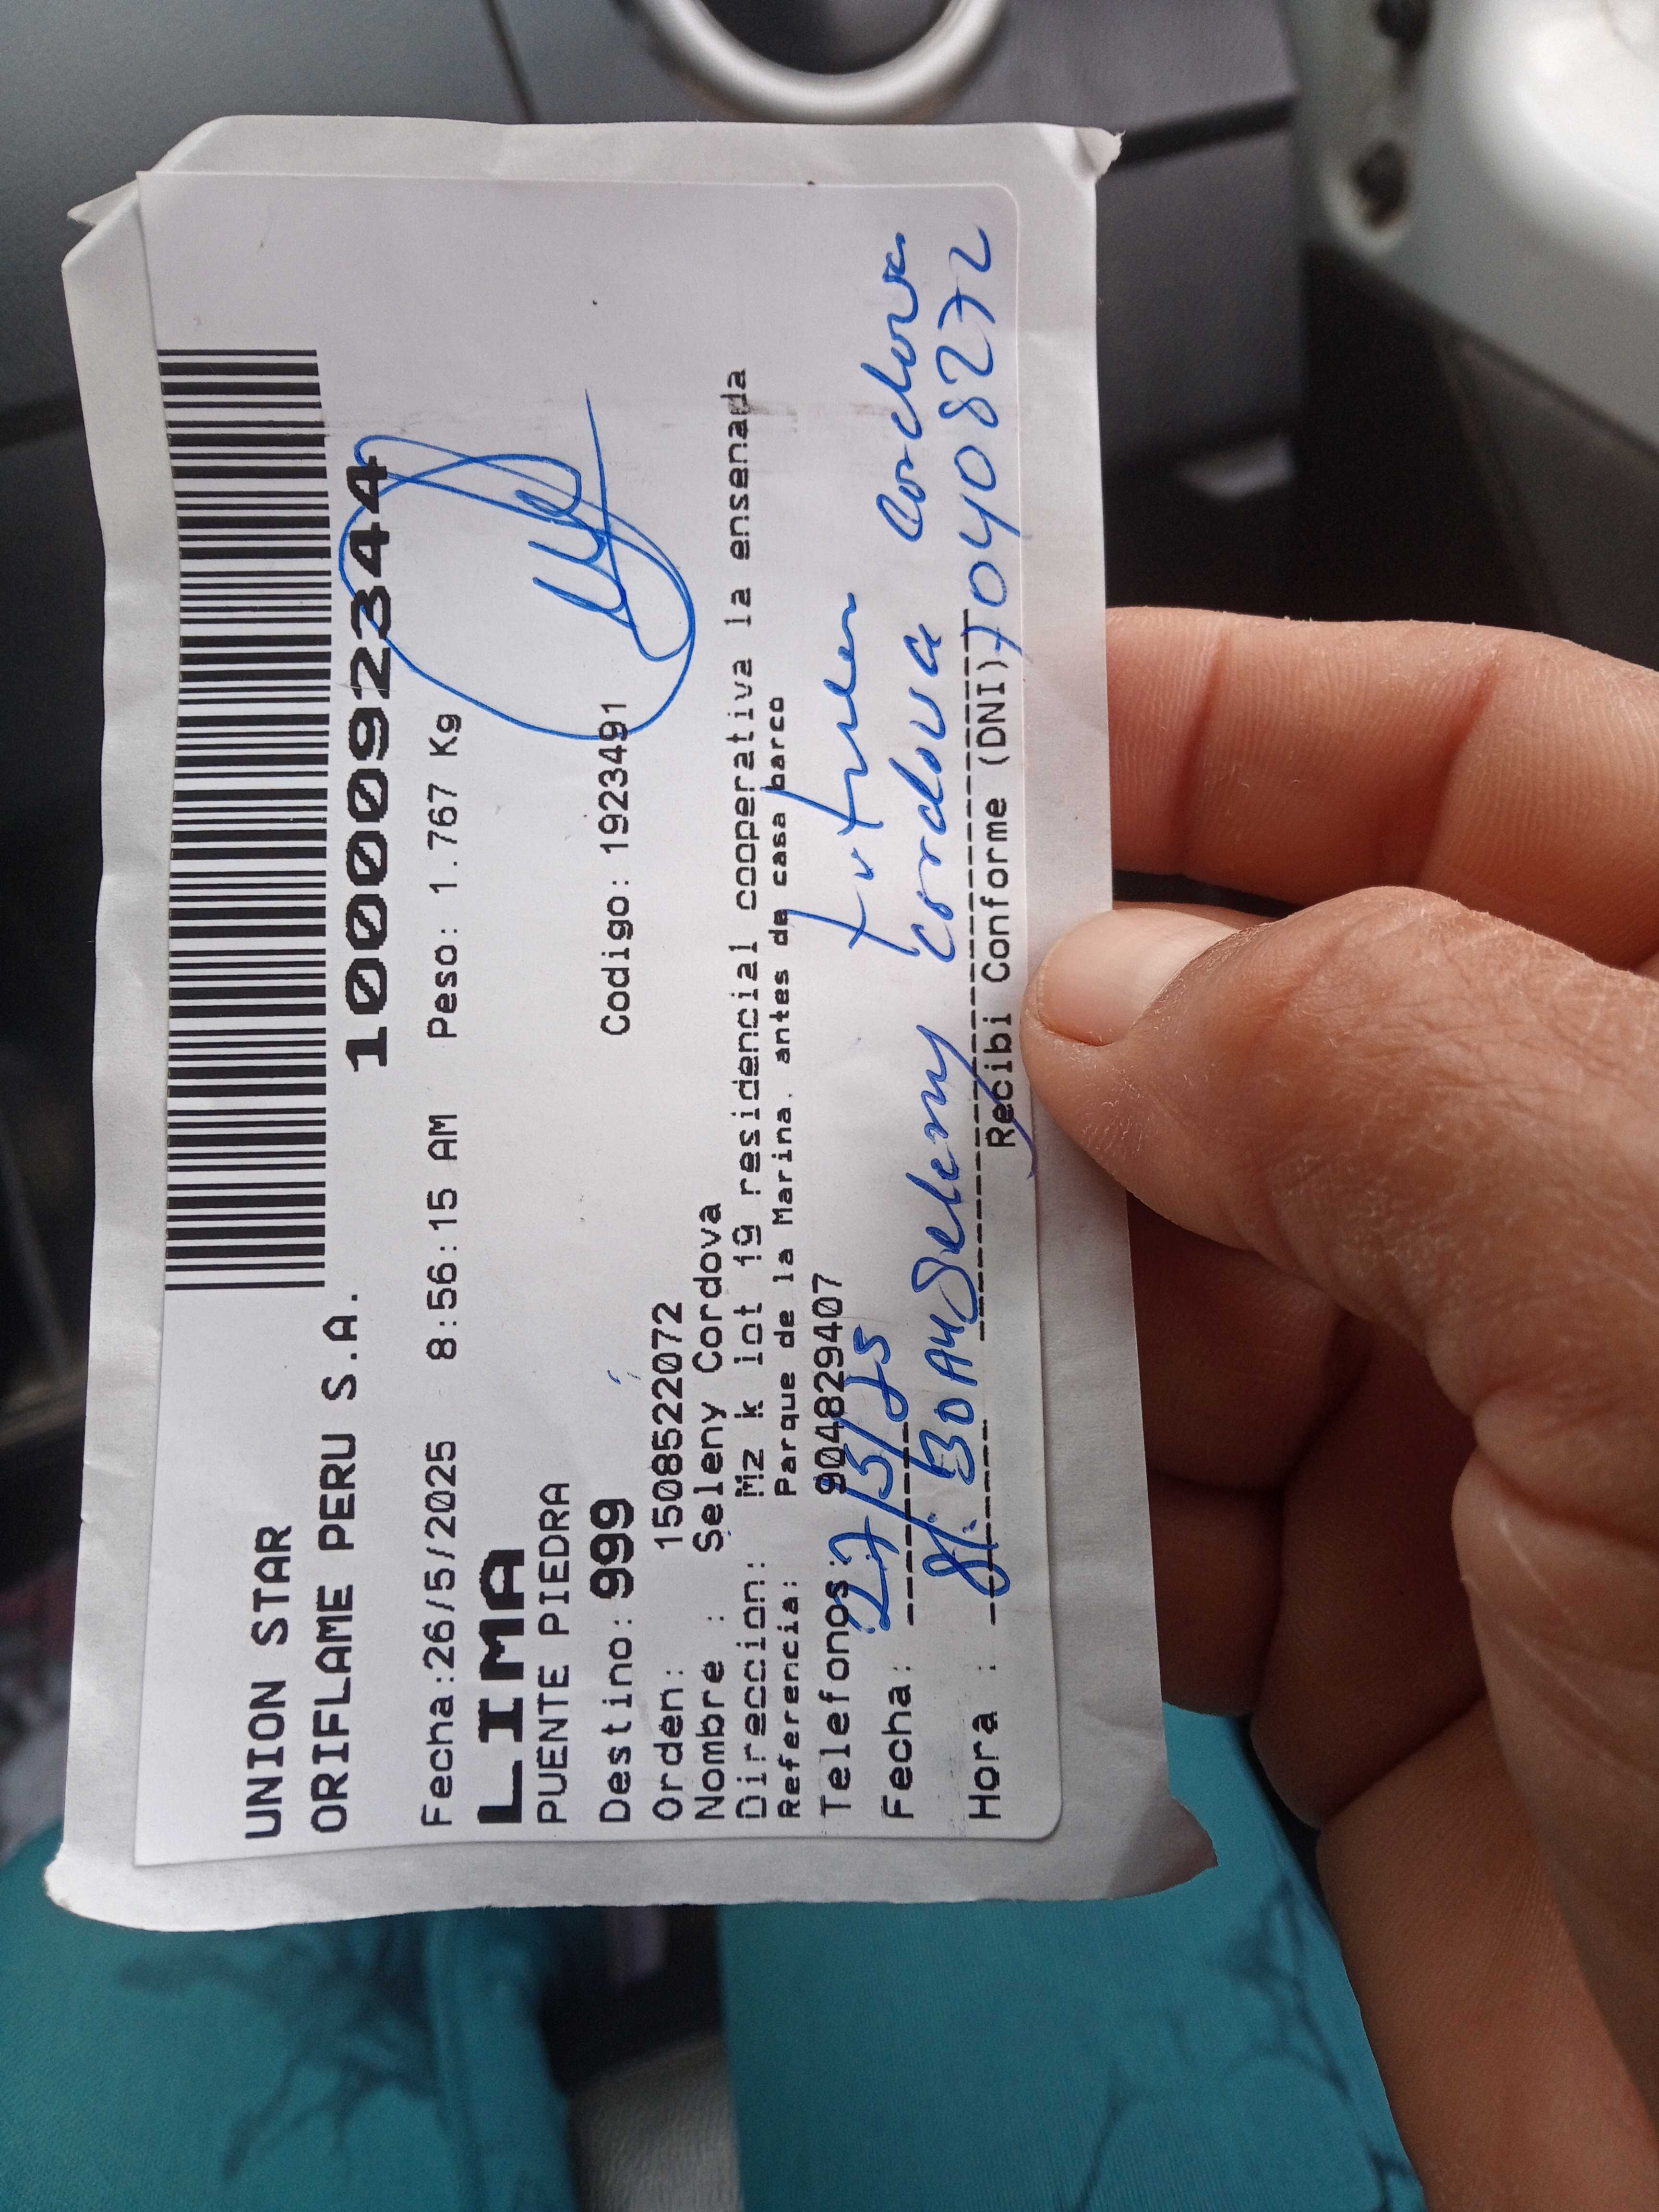 UNION STAR
ORIFLAME PERU S.A.
1000092344
Fecha:26/5/2025 8:56:15 AM Peso: 1.767 Kg
LIMA
PUENTE PIEDRA
Destino: 999 Codigo: 1923491
Orden: 150852207​2
Nombre : Seleny Cordova
Direccion: Mz k lot 19 residencial cooperativa la ensenada
Referencia: Parque de la Marina. antes de casa barco
Telefonos: 904829407
Fecha: 27/5/25
Cordova
Hora : 8:30 AM Seleny cordova
Recibi Conforme (DNI) 70408272